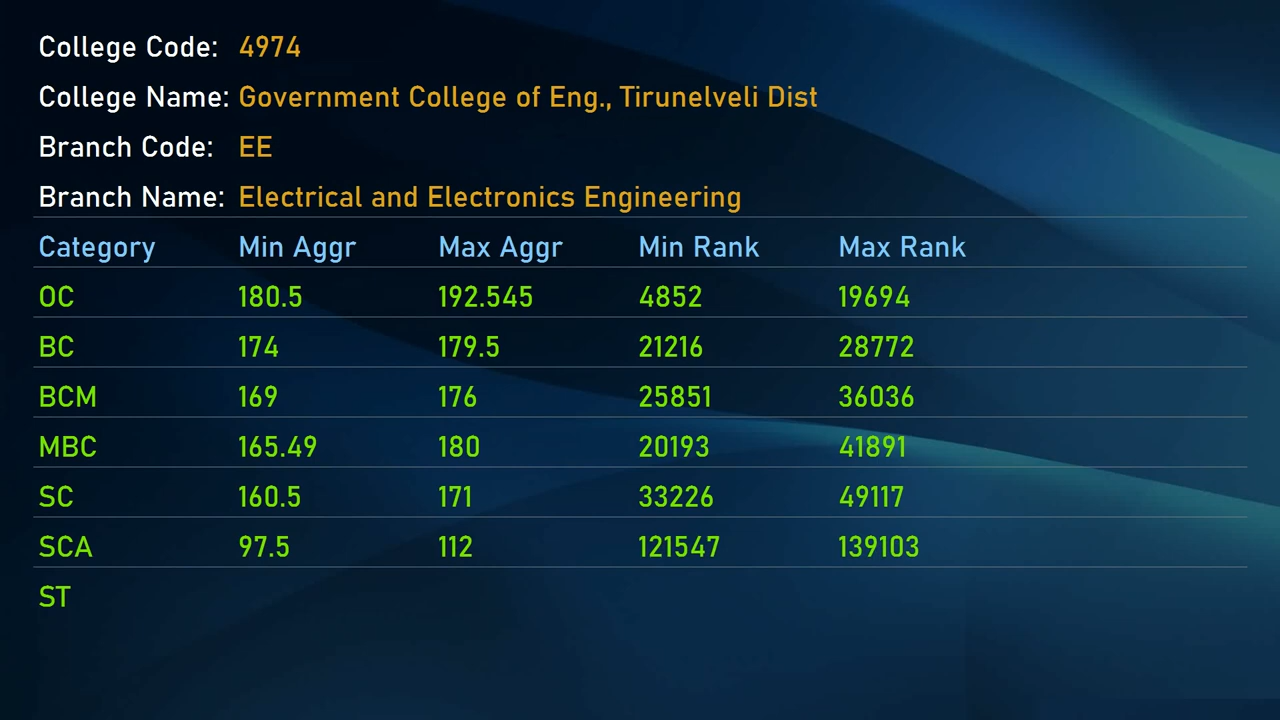 College Code: 4974
College Name: Government College of Eng., Tirunelveli Dist
Branch Code: EE
Branch Name: Electrical and Electronics Engineering
Category Min Aggr Max Aggr Min Rank Max Rank
OC 180.5 192.545 4852 19694
BC 174 179.5 21216 28772
BCM 169 176 25851 36036
MBC 165.49 180 20193 41891
SC 160.5 171 33226 49117
SCA 97.5 112 121547 139103
ST